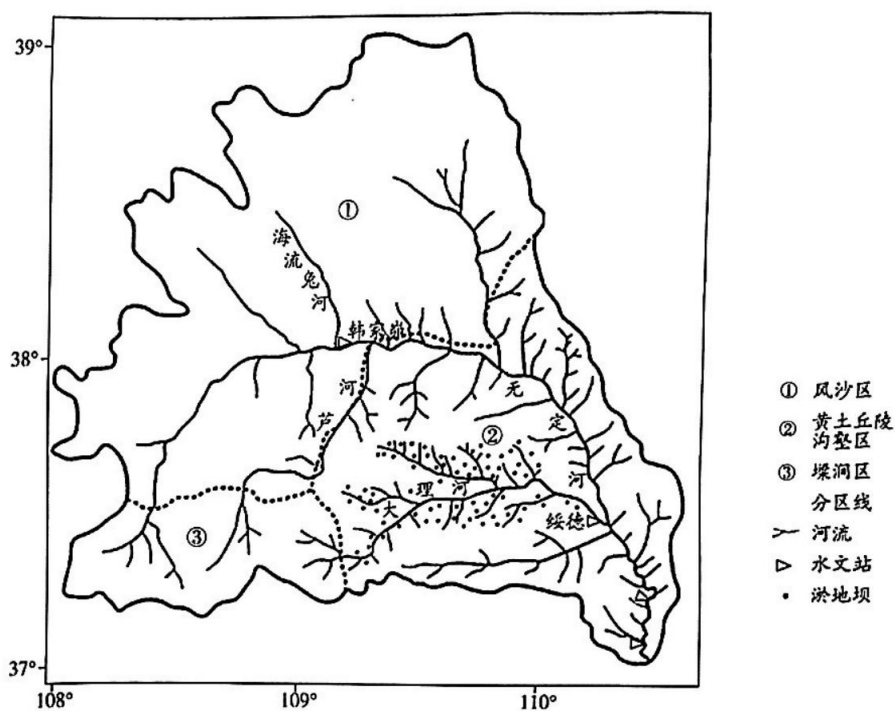 39°
38°
37°
108°
109°
110°
①
海流兔河
韩家峁
芦河
无定河
②
大理河
绥德
③
① 风沙区
② 黄土丘陵
沟壑区
③ 墚涧区
分区线
河流
水文站
淤地坝